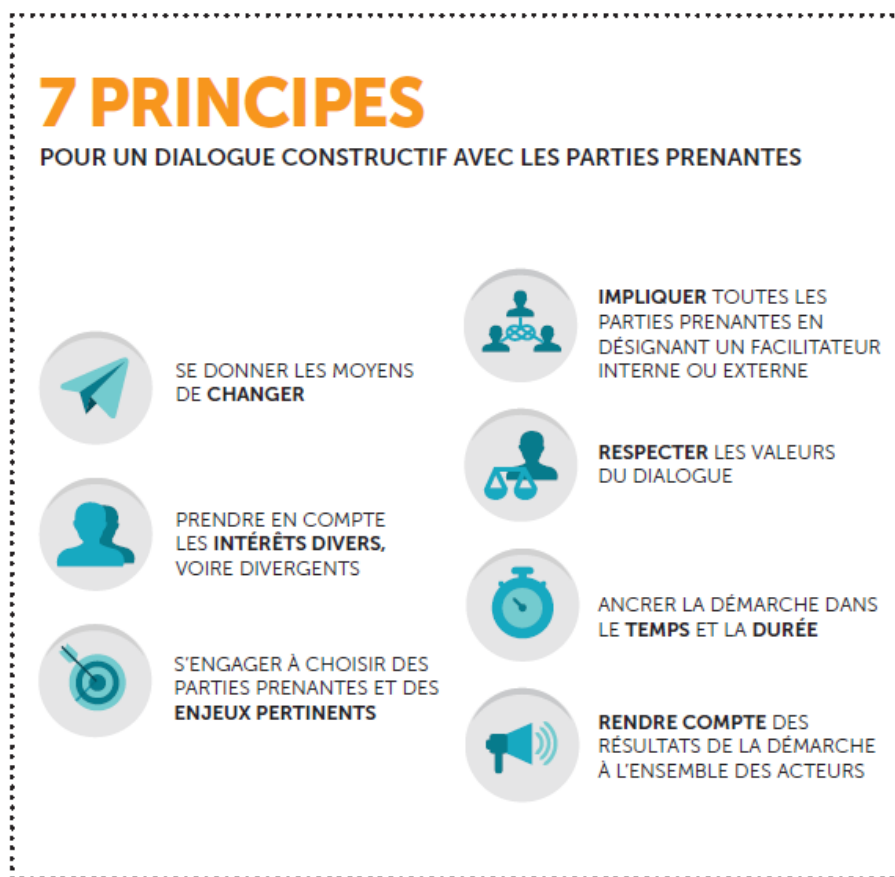 7 PRINCIPES
POUR UN DIALOGUE CONSTRUCTIF AVEC LES PARTIES PRENANTES
SE DONNER LES MOYENS
DE CHANGER
PRENDRE EN COMPTE
LES INTÉRÊTS DIVERS,
VOIRE DIVERGENTS
S'ENGAGER À CHOISIR DES
PARTIES PRENANTES ET DES
ENJEUX PERTINENTS
IMPLIQUER TOUTES LES
PARTIES PRENANTES EN
DÉSIGNANT UN FACILITATEUR
INTERNE OU EXTERNE
RESPECTER LES VALEURS
DU DIALOGUE
ANCRER LA DÉMARCHE DANS
LE TEMPS ET LA DURÉE
RENDRE COMPTE DES
RÉSULTATS DE LA DÉMARCHE
À L'ENSEMBLE DES ACTEURS